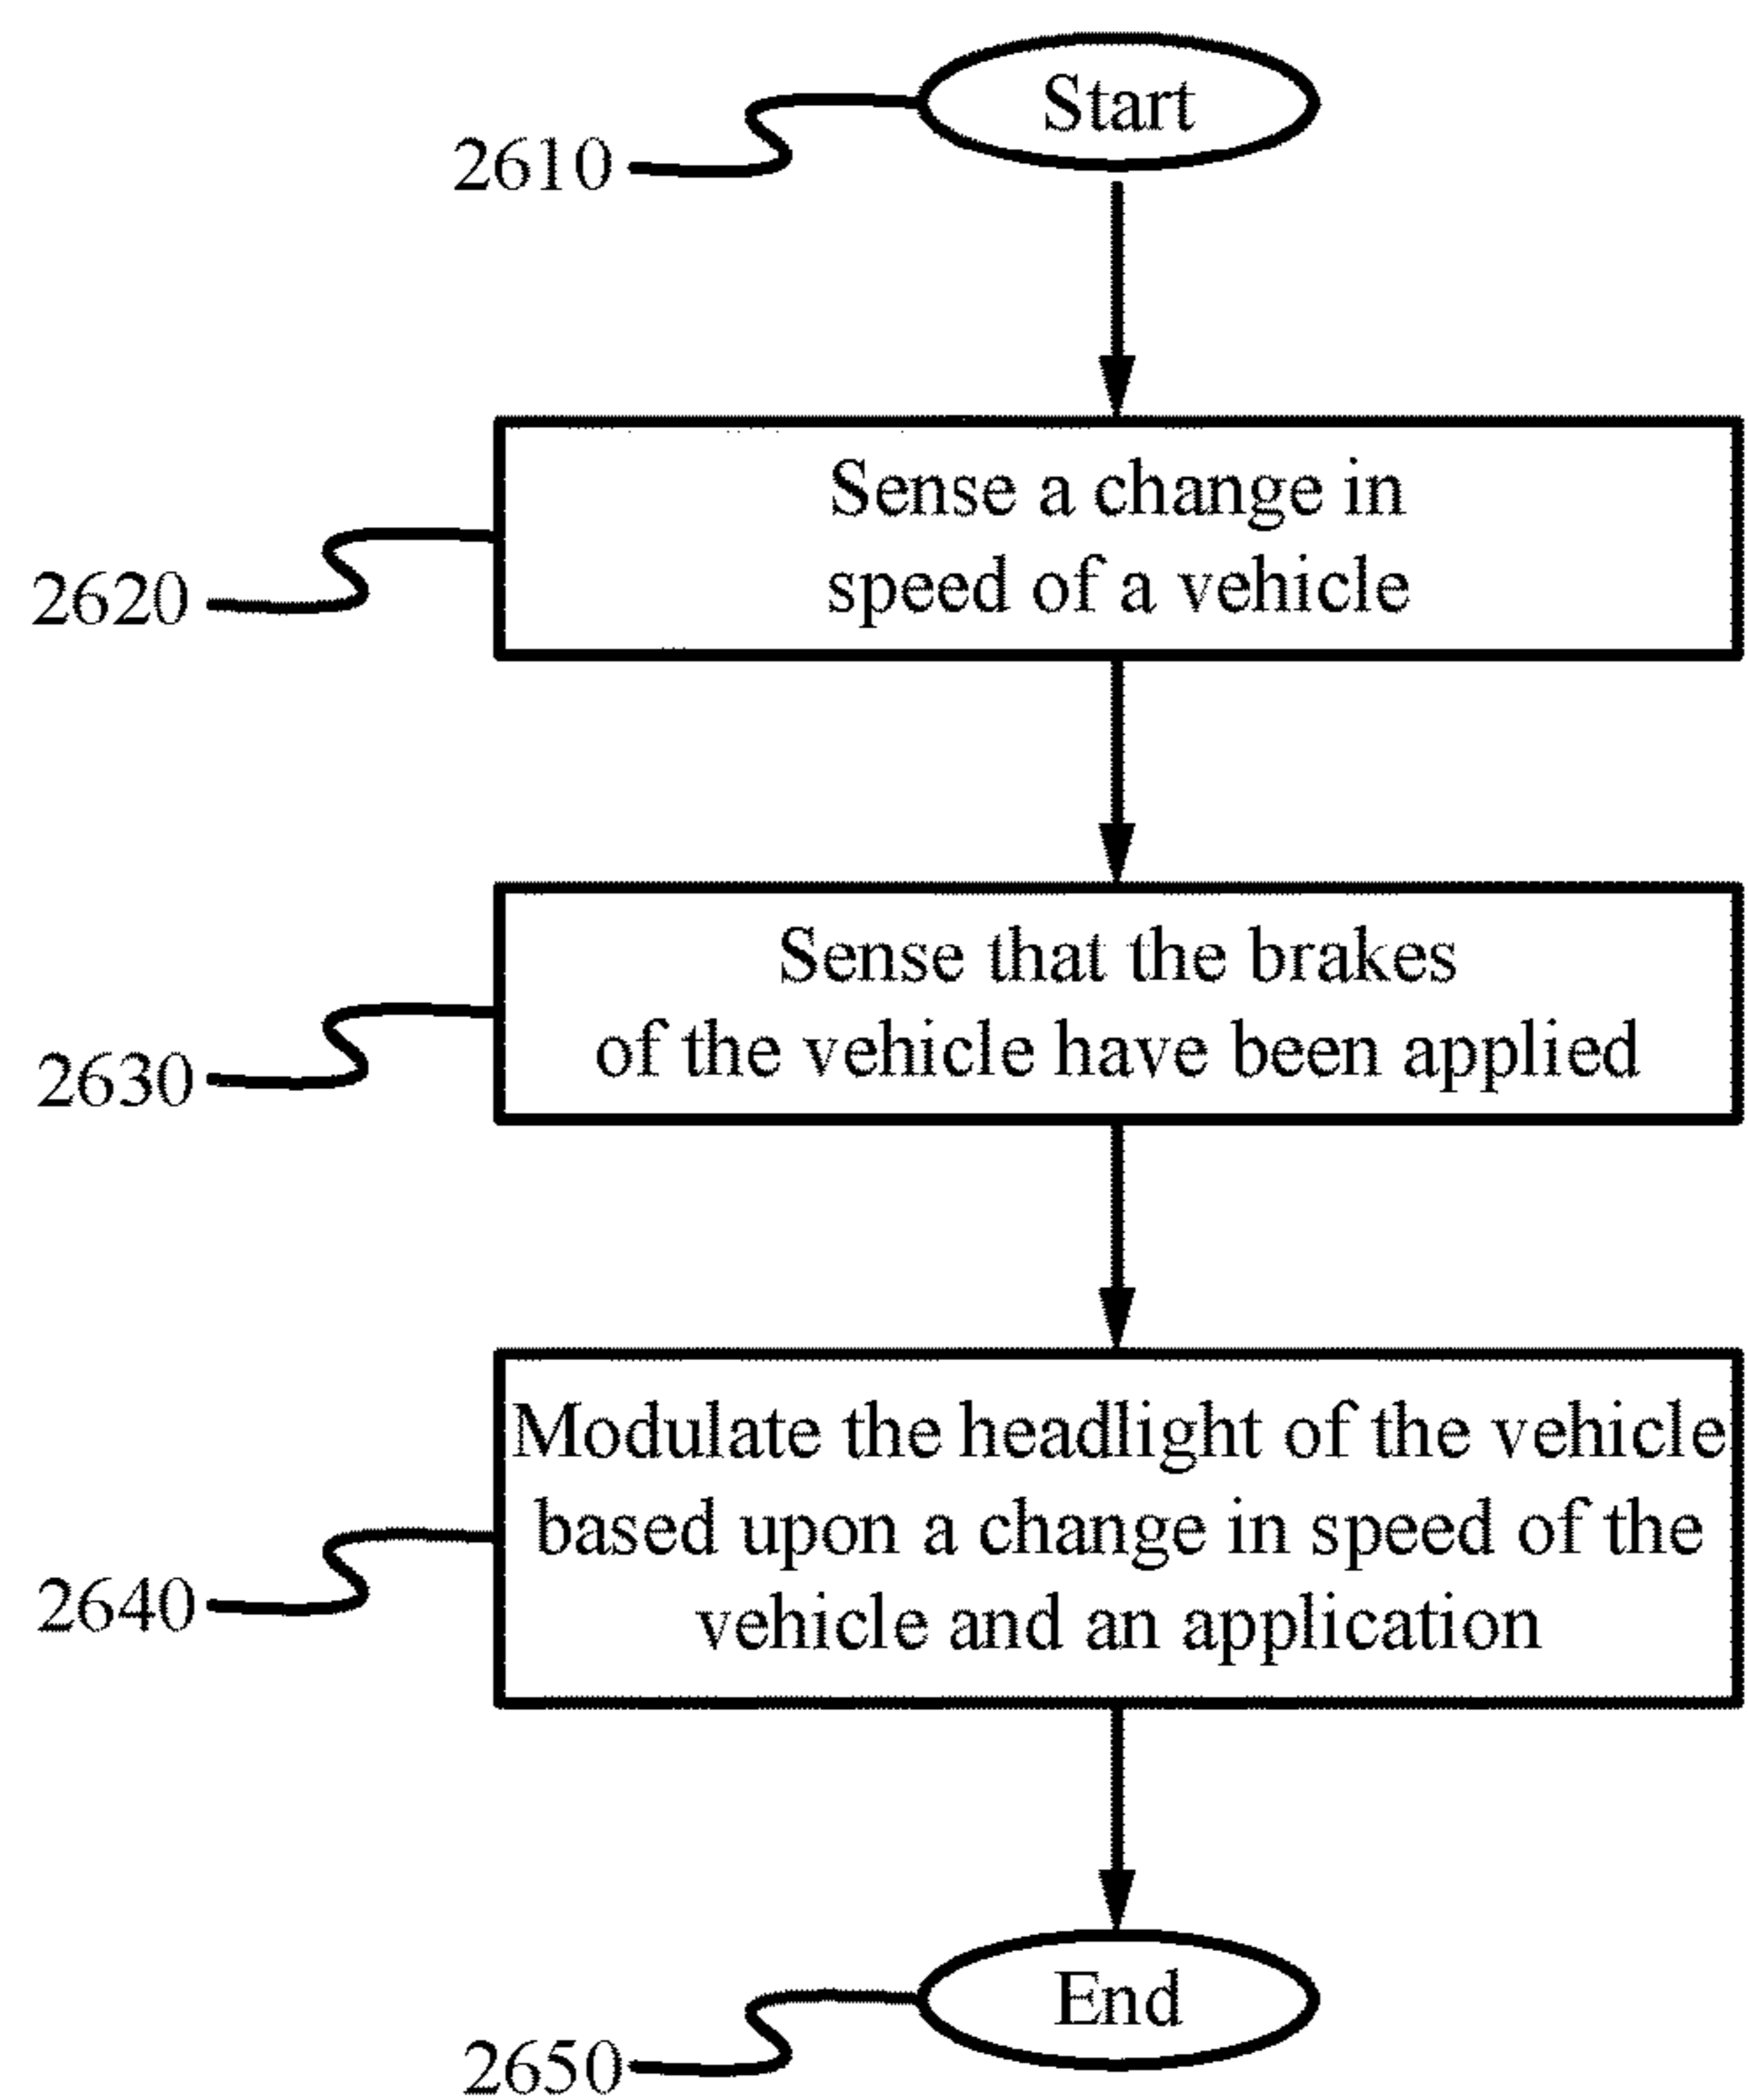 Start
2610
Sense a change in
speed of a vehicle
2620
Sense that the brakes
of the vehicle have been applied
2630
Modulate the headlight of the vehicle
based upon a change in speed of the
vehicle and an application
2640
End
2650